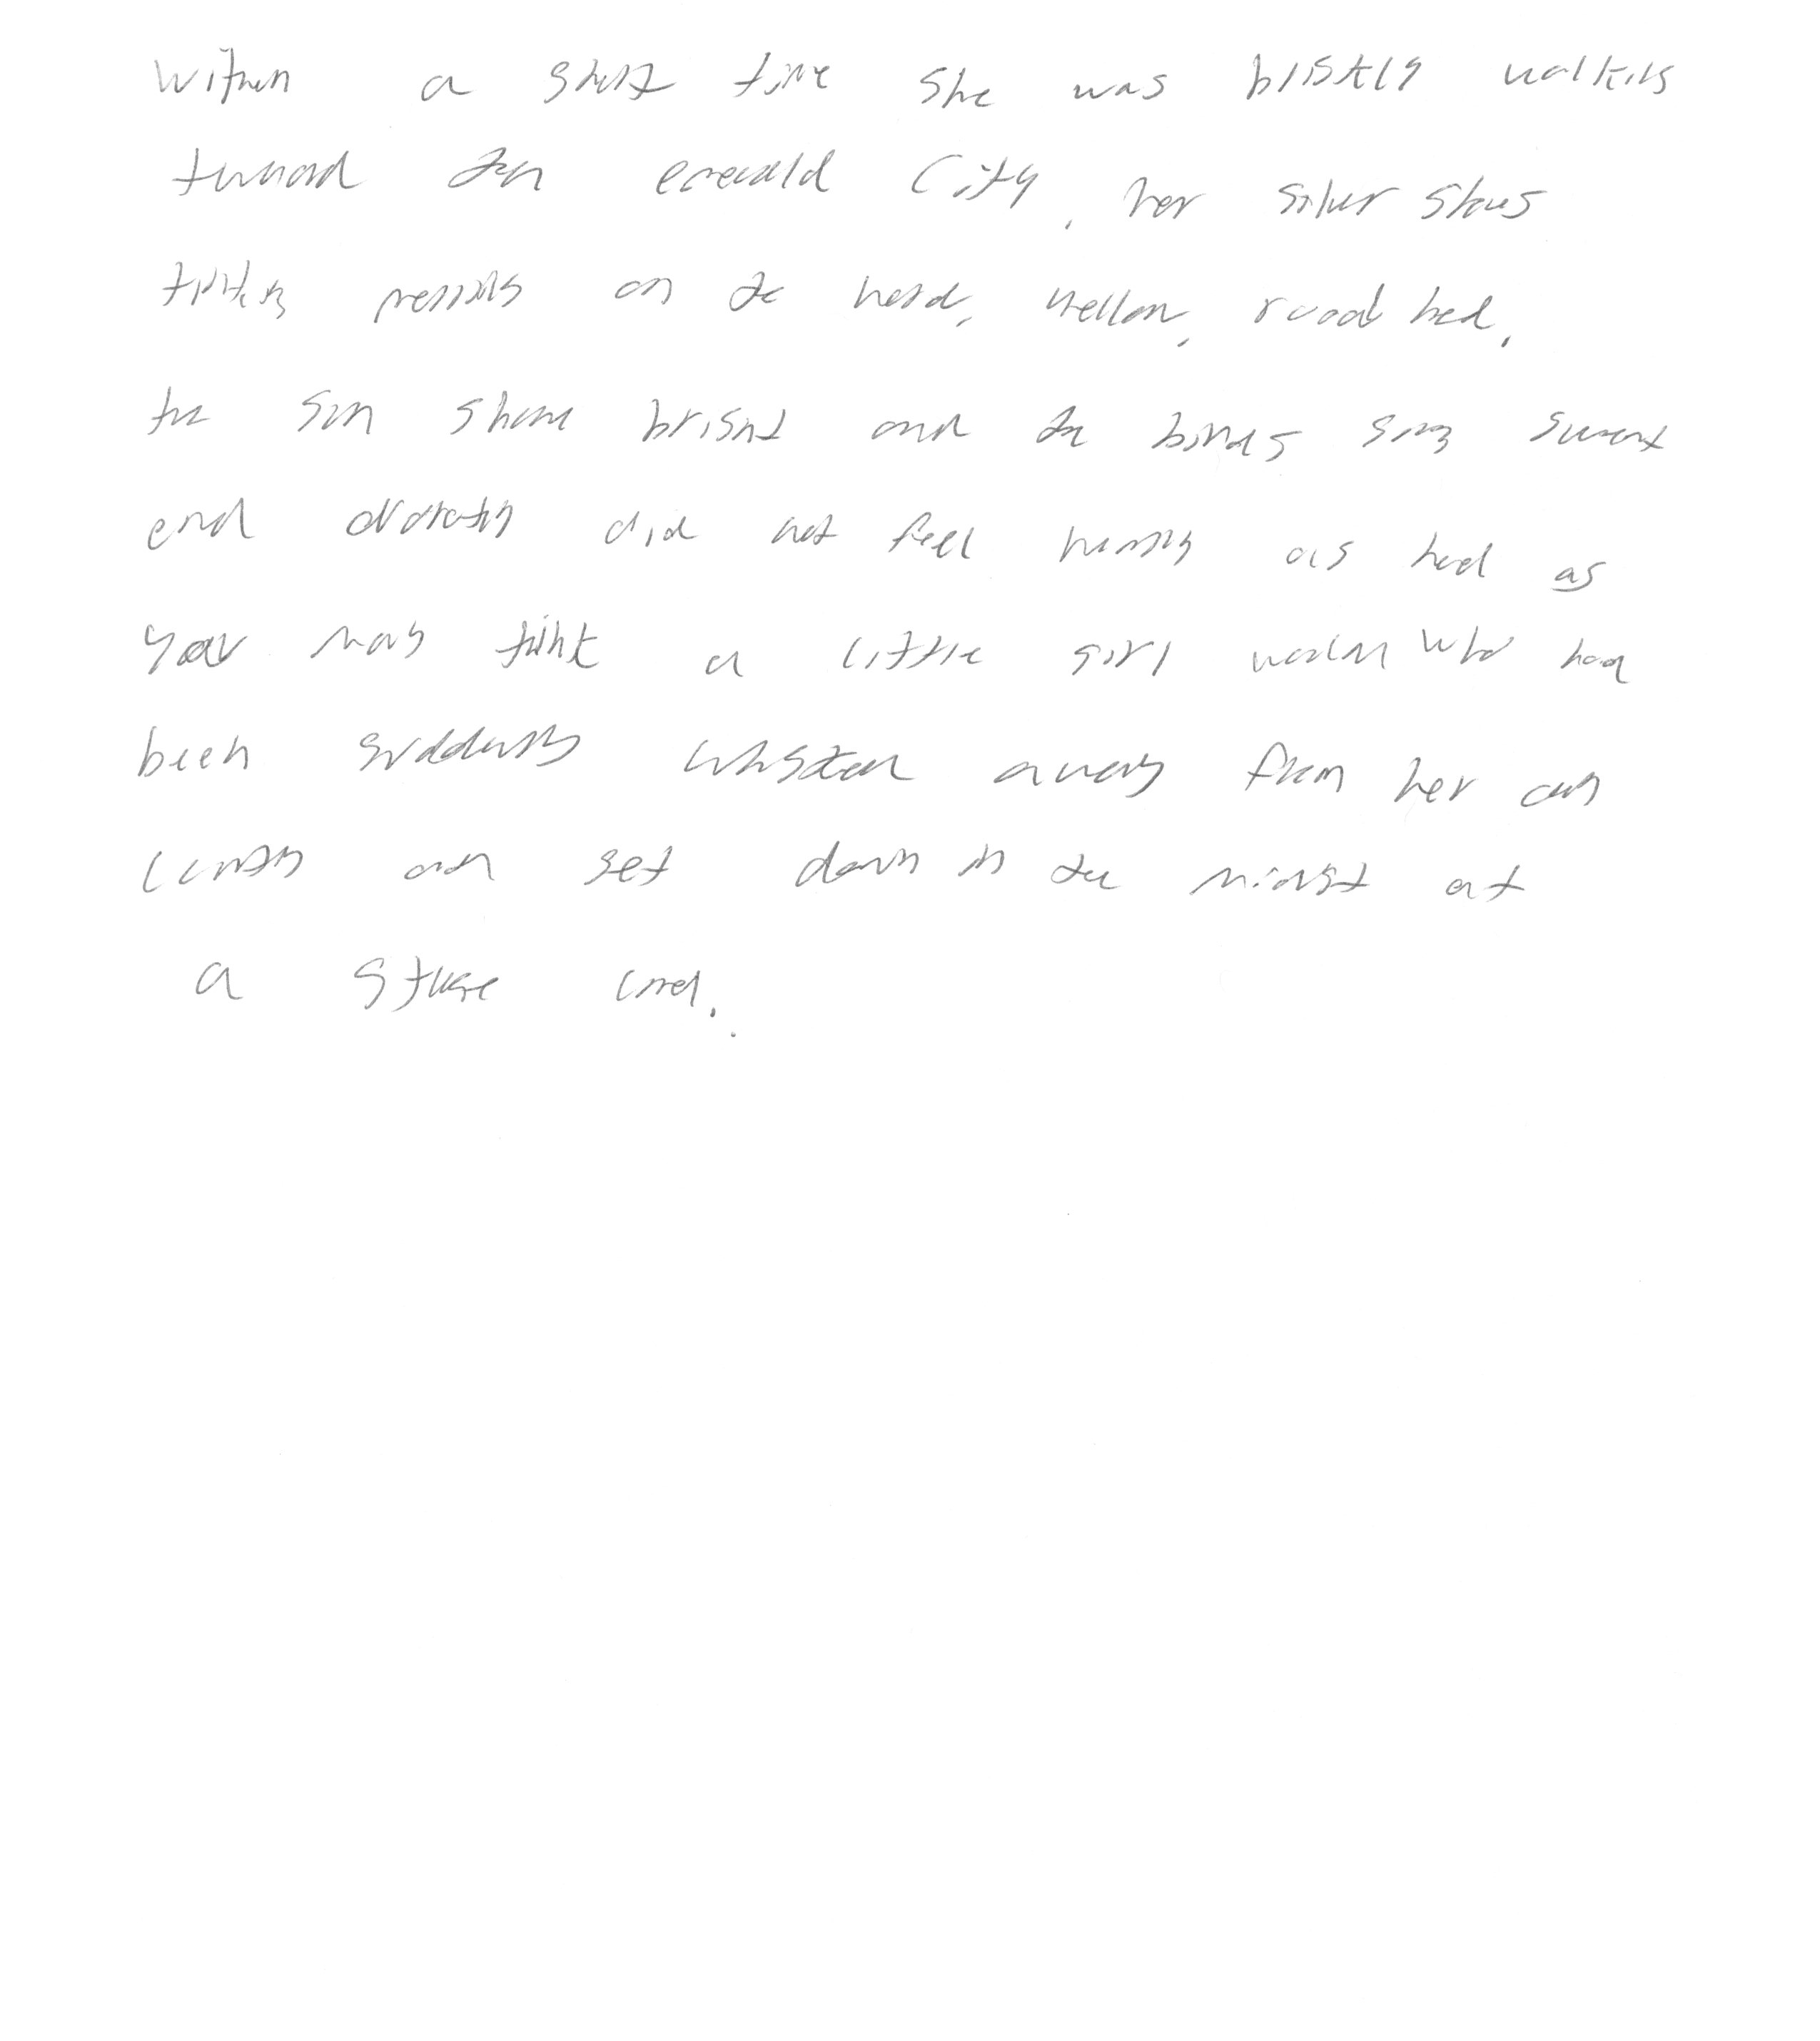 Within a short time she was briskly walking
toward the emerald City, her silver shoes
tinkling merrily on the hard, yellow, road bed.
the sun shone bright and the birds sang sweet
and dorothy did not feel nearly as bad as
you may think a little girl would who had
been suddenly whisked away from her own
country and set down in the midst of
a strange land.